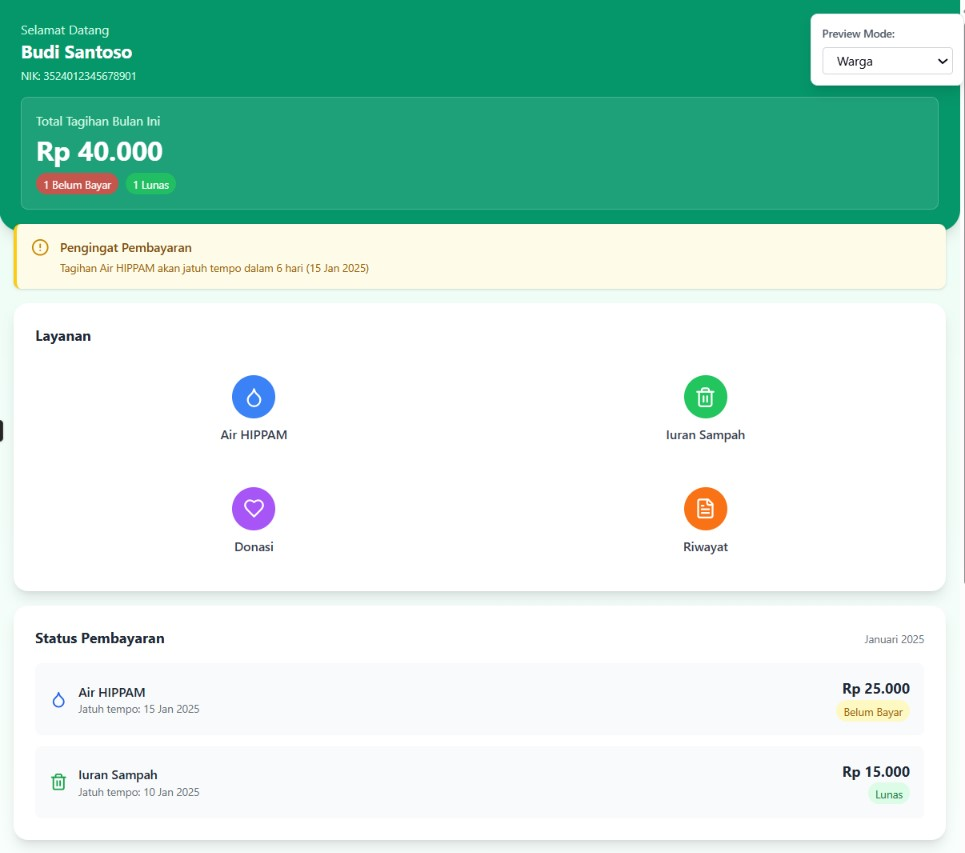 Selamat Datang
Budi Santoso
NIK: 3524012345678901
Preview Mode:
Warga
Total Tagihan Bulan Ini
Rp 40.000
1 Belum Bayar
1 Lunas
Pengingat Pembayaran
Tagihan Air HIPPAM akan jatuh tempo dalam 6 hari (15 Jan 2025)
Layanan
Air HIPPAM
Iuran Sampah
Donasi
Riwayat
Status Pembayaran
Januari 2025
Air HIPPAM
Jatuh tempo: 15 Jan 2025
Rp 25.000
Belum Bayar
Iuran Sampah
Jatuh tempo: 10 Jan 2025
Rp 15.000
Lunas